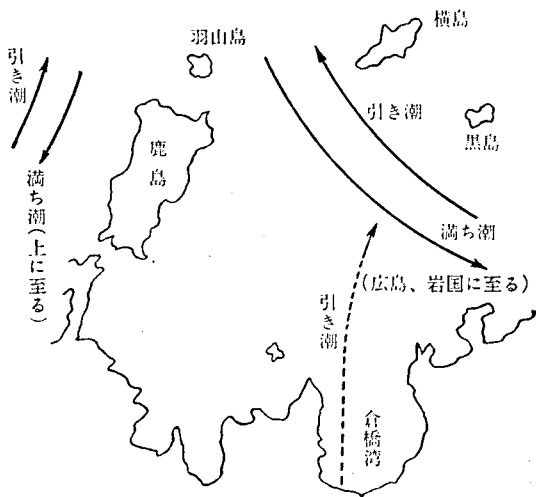 横島
羽山島
引き潮
引き潮
黒島
鹿島
満ち潮(上に至る)
満ち潮
(広島、岩国に至る)
引き潮
倉橋湾